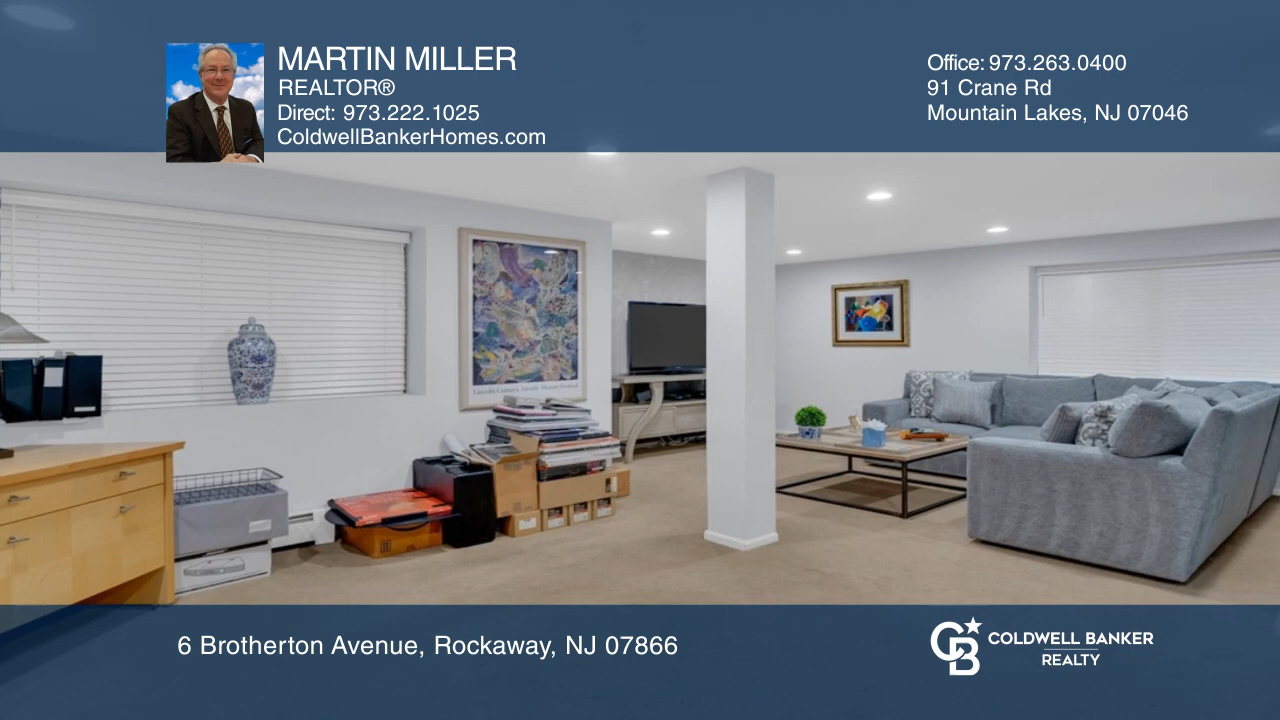 MARTIN MILLER
REALTOR®
Direct: 973.222.1025
ColdwellBankerHomes.com
Office: 973.263.0400
91 Crane Rd
Mountain Lakes, NJ 07046
6 Brotherton Avenue, Rockaway, NJ 07866
COLDWELL BANKER
REALTY